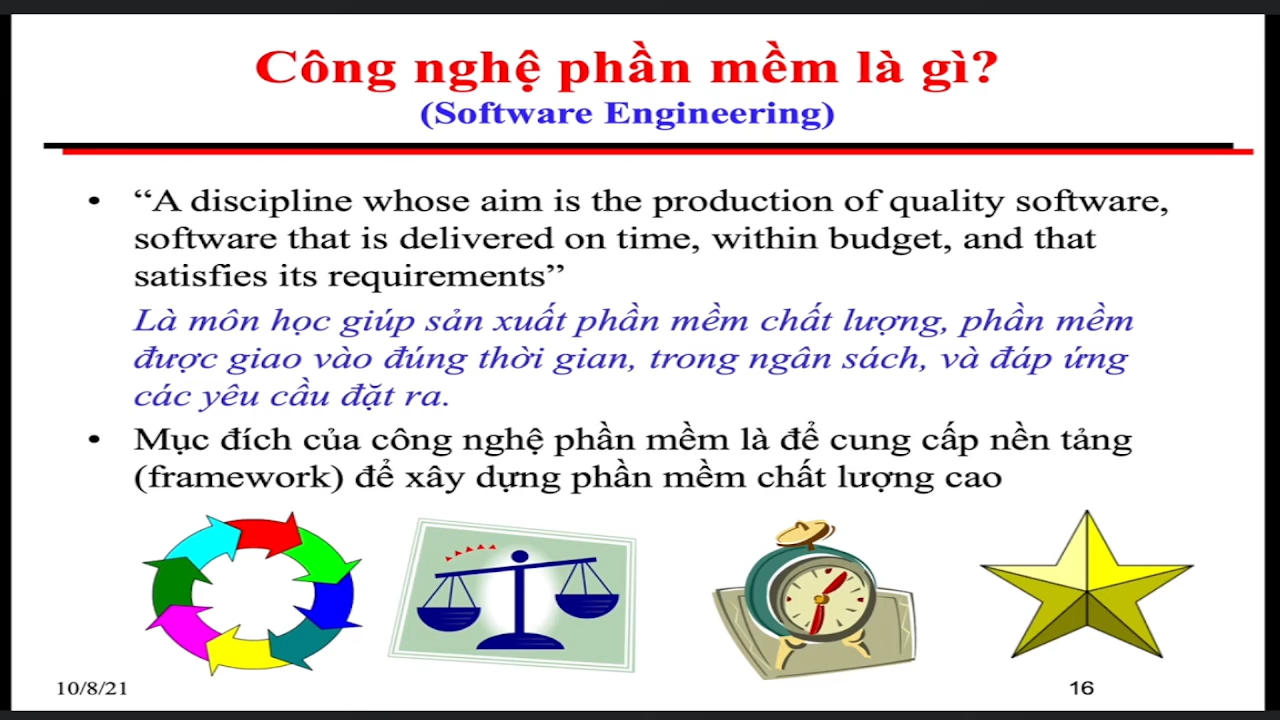 Công nghệ phần mềm là gì?
(Software Engineering)
• “A discipline whose aim is the production of quality software,
software that is delivered on time, within budget, and that
satisfies its requirements”
Là môn học giúp sản xuất phần mềm chất lượng, phần mềm
được giao vào đúng thời gian, trong ngân sách, và đáp ứng
các yêu cầu đặt ra.
• Mục đích của công nghệ phần mềm là để cung cấp nền tảng
(framework) để xây dựng phần mềm chất lượng cao
10/8/21
16